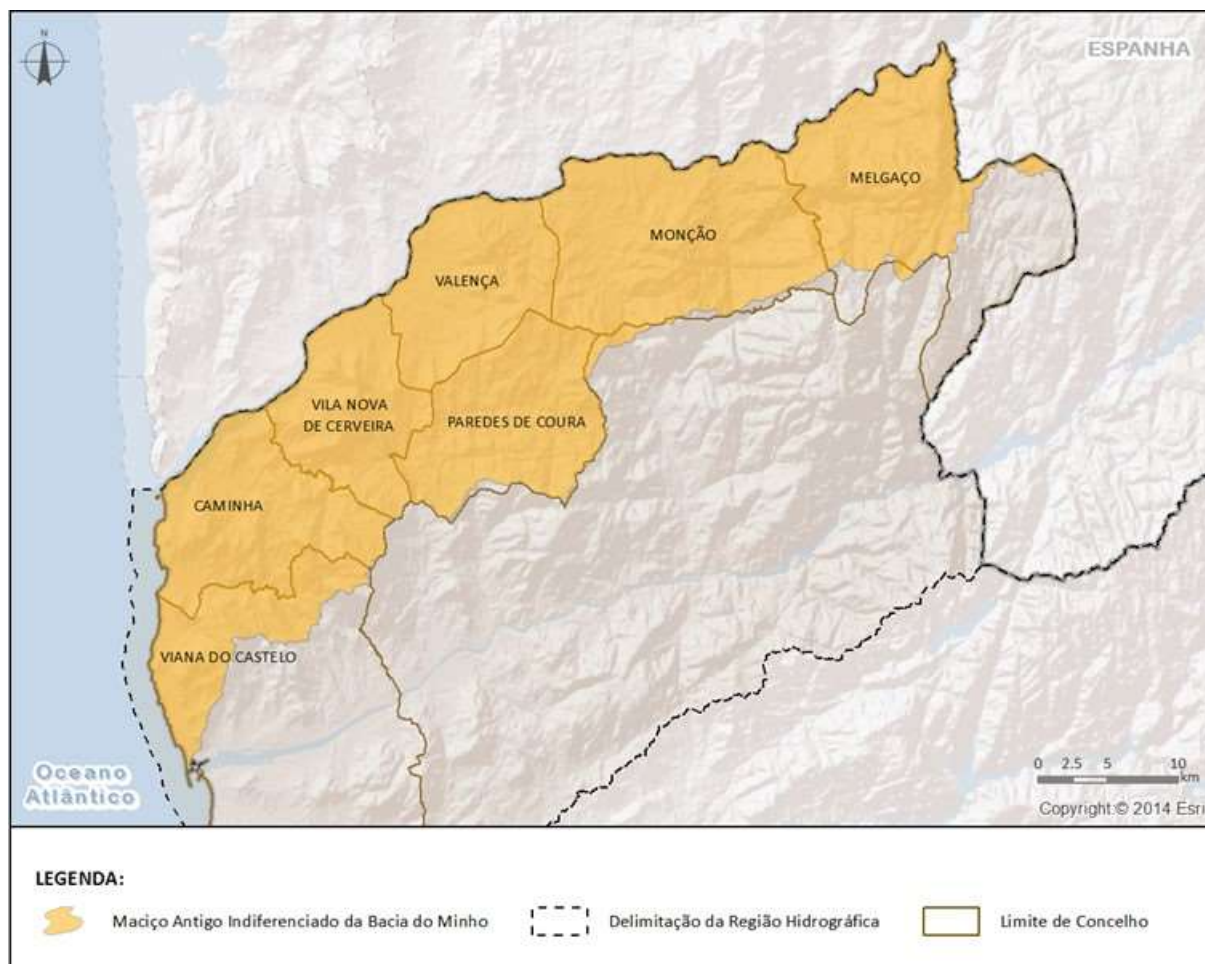 N
ESPANHA
MELGAÇO
MONÇÃO
VALENÇA
VILA NOVA
DE CERVEIRA
PAREDES DE COURA
CAMINHA
VIANA DO CASTELO
Oceano
Atlântico
0 2.5 5 10
km
Copyright:© 2014 Esri
LEGENDA:
Maciço Antigo Indiferenciado da Bacia do Minho
Delimitação da Região Hidrográfica
Limite de Concelho